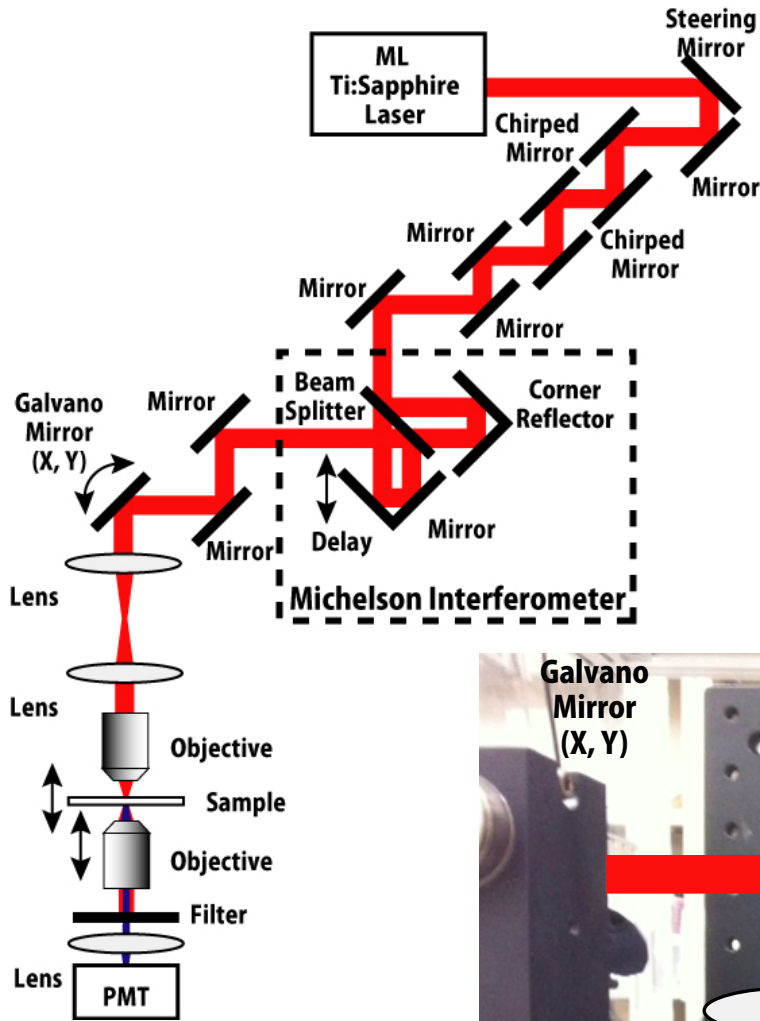 Steering
Mirror
ML
Ti:Sapphire
Laser
Chirped
Mirror
Mirror
Mirror
Chirped
Mirror
Mirror
Mirror
Beam
Splitter
Corner
Reflector
Galvano
Mirror
(X, Y)
Mirror
Mirror
Delay
Mirror
Michelson Interferometer
Lens
Lens
Objective
Sample
Objective
Filter
Lens
PMT
Galvano
Mirror
(X, Y)